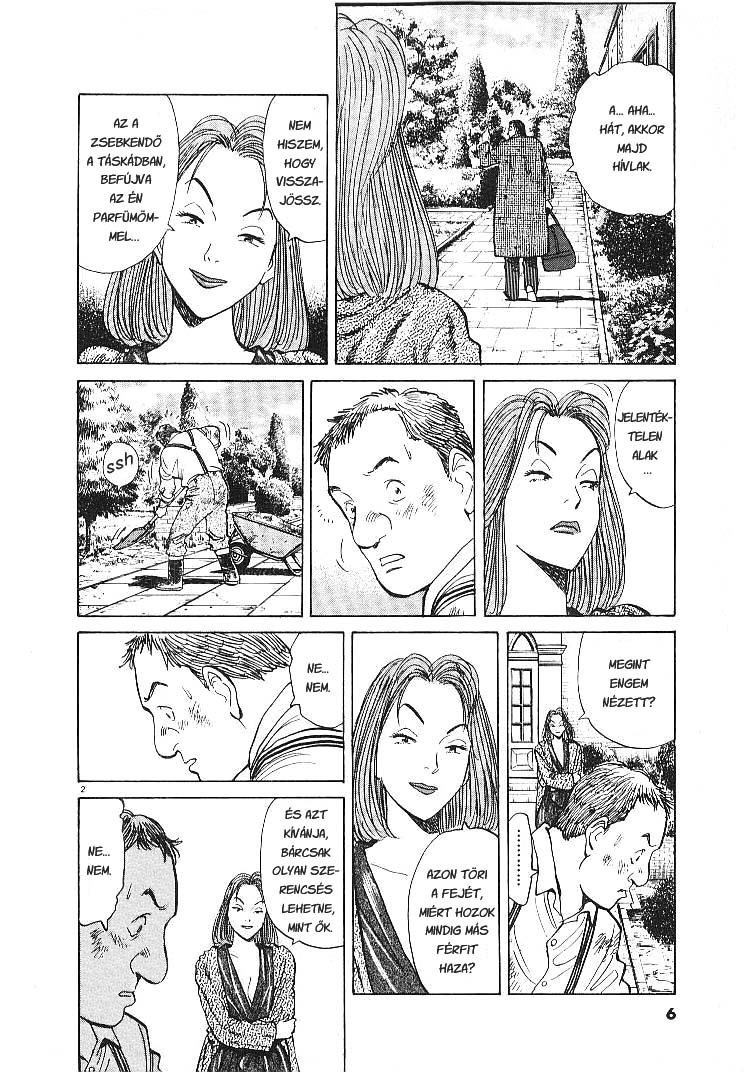 A... AHA...
HÁT, AKKOR
MAJD
HÍVLAK.
NEM
HISZEM,
HOGY
VISSZA-
JÖSSZ.
AZ A
ZSEBKENDŐ
A TÁSKÁDBAN,
BEFÚJVA
AZ ÉN
PARFÜMÖM-
MEL...
JELENTÉK-
TELEN
ALAK
...
ssh
MEGINT
ENGEM
NÉZETT?
.........
AZON TÖRI
A FEJÉT,
MIÉRT HOZOK
MINDIG MÁS
FÉRFIT
HAZA?
NE...
NEM.
2
ÉS AZT
KÍVÁNJA,
BÁRCSAK
OLYAN SZE-
RENCSÉS
LEHETNE,
MINT ŐK.
NE...
NEM.
6